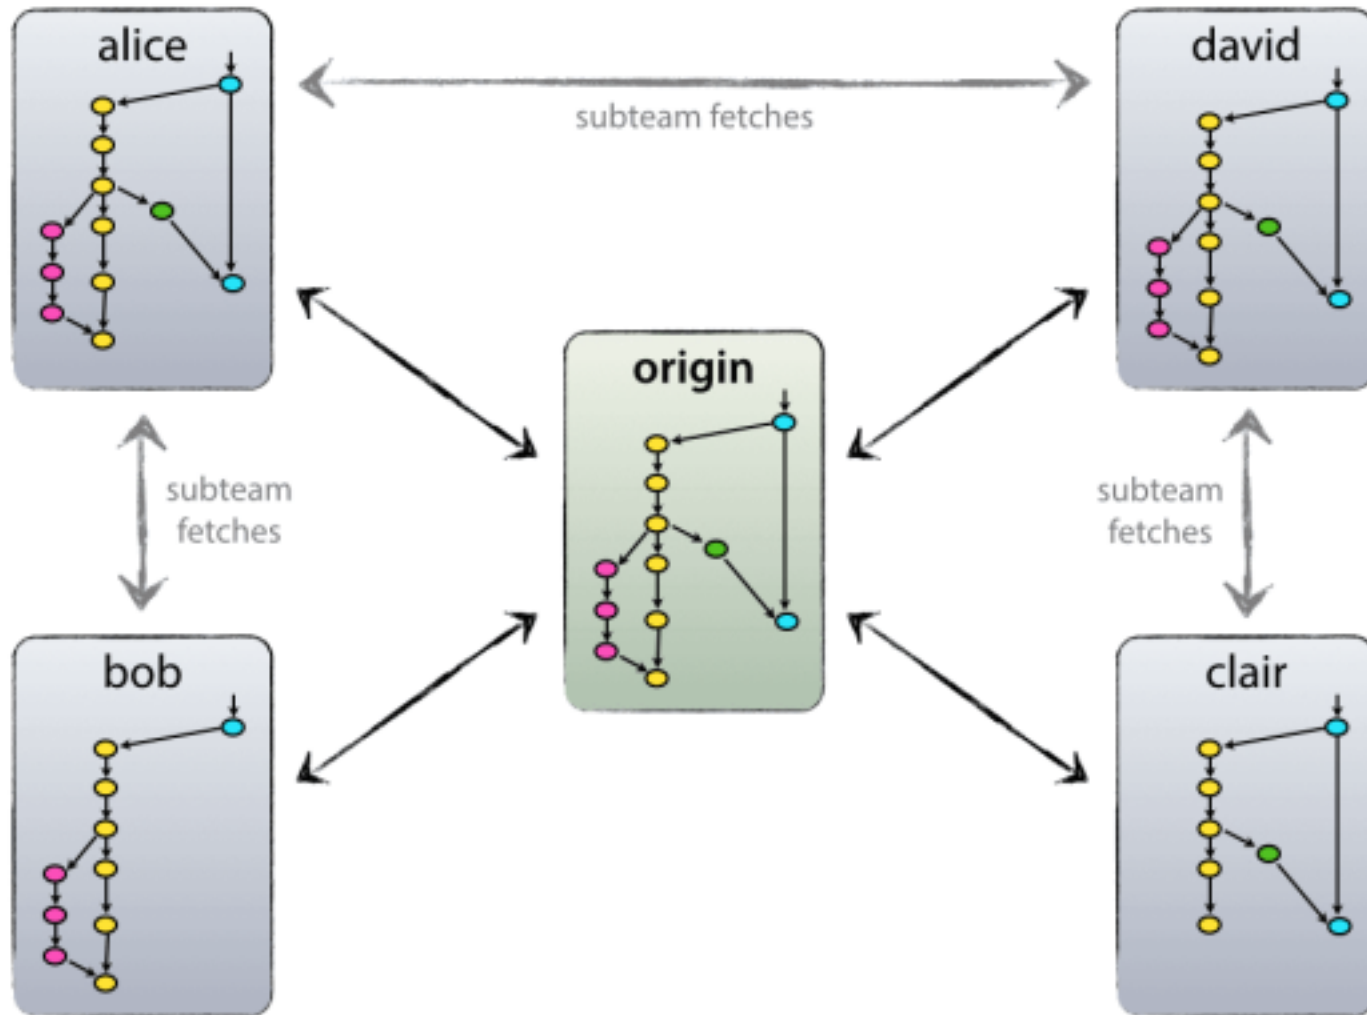 alice
david
subteam fetches
origin
subteam
fetches
subteam
fetches
bob
clair